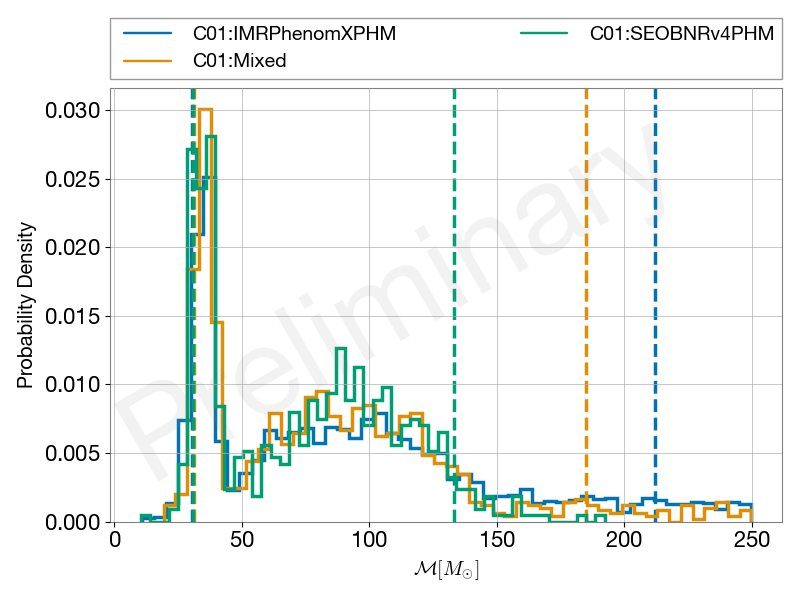 C01:IMRPhenomXPHM
C01:Mixed
C01:SEOBNRv4PHM
Preliminary
Probability Density
0.030
0.025
0.020
0.015
0.010
0.005
0.000
0 50 100 150 200 250
ℳ[M⊙]